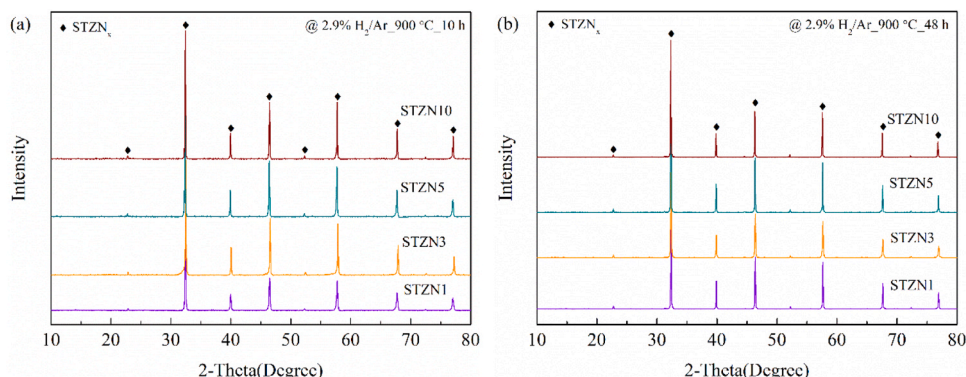 (a)
◆ STZNₓ
@ 2.9% H₂/Ar_900 °C_10 h
STZN10
STZN5
STZN3
STZN1
Intensity
10 20 30 40 50 60 70 80
2-Theta(Degree)
(b)
◆ STZNₓ
@ 2.9% H₂/Ar_900 °C_48 h
STZN10
STZN5
STZN3
STZN1
Intensity
10 20 30 40 50 60 70 80
2-Theta(Degree)